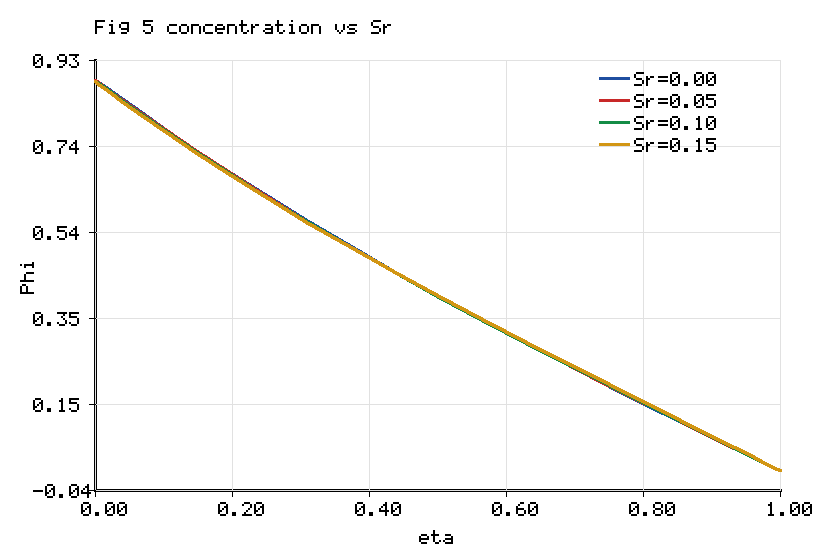 Fig 5 concentration vs Sr
0.93
0.74
0.54
0.35
0.15
-0.04
Phi
Sr=0.00
Sr=0.05
Sr=0.10
Sr=0.15
0.00 0.20 0.40 0.60 0.80 1.00
eta